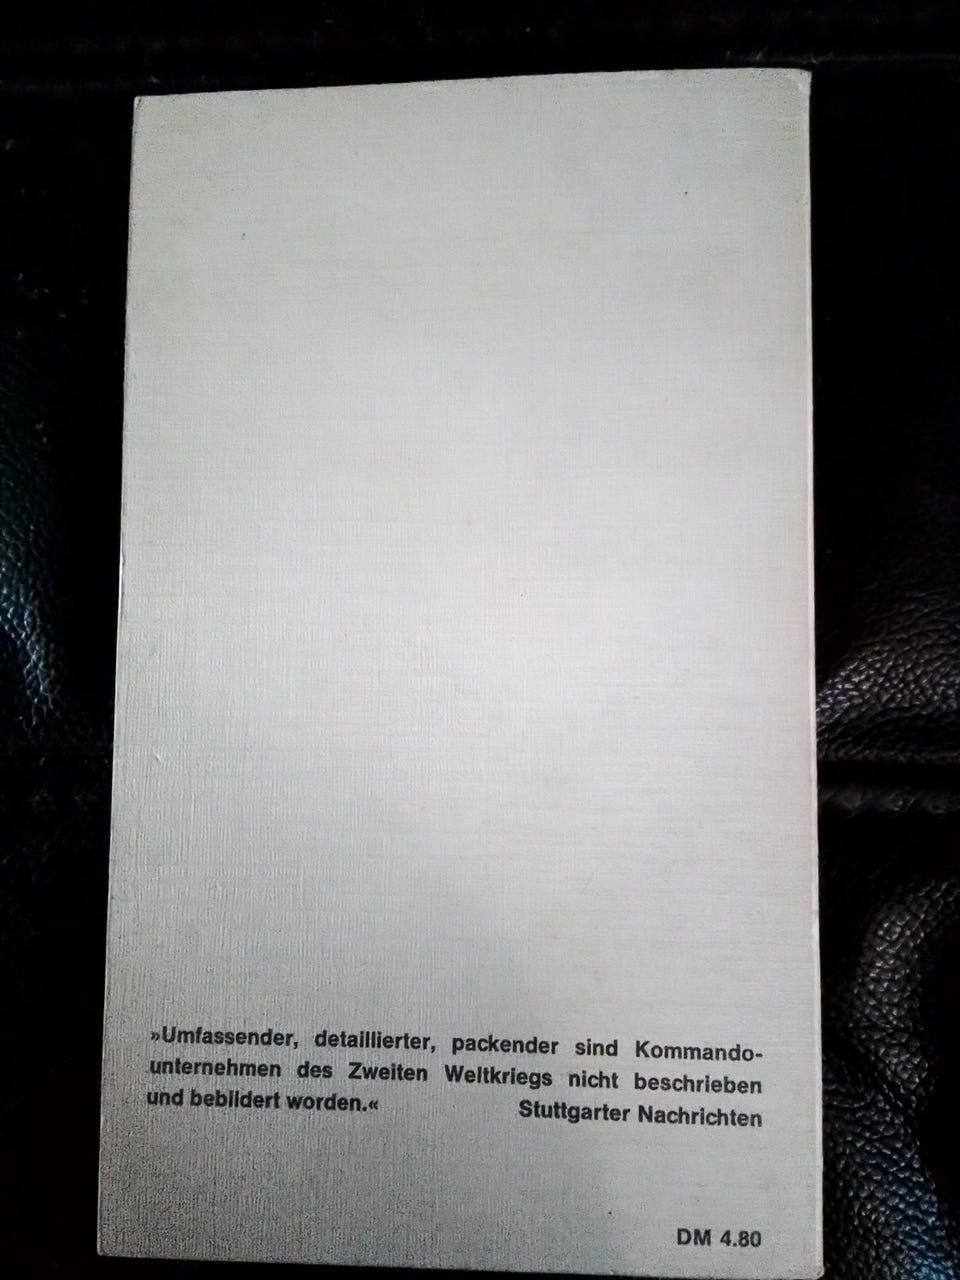 »Umfassender, detaillierter, packender sind Kommando-
unternehmen des Zweiten Weltkriegs nicht beschrieben
und bebildert worden.« Stuttgarter Nachrichten
DM 4.80